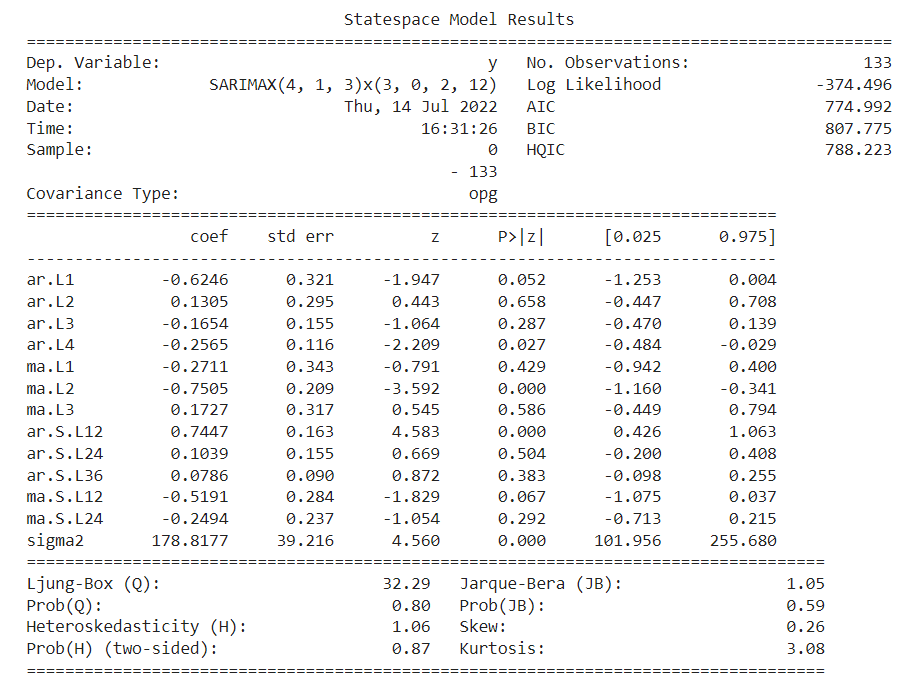 Statespace Model Results
==========================================================================================
Dep. Variable: y No. Observations: 133
Model: SARIMAX(4, 1, 3)x(3, 0, 2, 12) Log Likelihood -374.496
Date: Thu, 14 Jul 2022 AIC 774.992
Time: 16:31:26 BIC 807.775
Sample: 0 HQIC 788.223
- 133
Covariance Type: opg
==============================================================================
coef std err z P>|z| [0.025 0.975]
------------------------------------------------------------------------------
ar.L1 -0.6246 0.321 -1.947 0.052 -1.253 0.004
ar.L2 0.1305 0.295 0.443 0.658 -0.447 0.708
ar.L3 -0.1654 0.155 -1.064 0.287 -0.470 0.139
ar.L4 -0.2565 0.116 -2.209 0.027 -0.484 -0.029
ma.L1 -0.2711 0.343 -0.791 0.429 -0.942 0.400
ma.L2 -0.7505 0.209 -3.592 0.000 -1.160 -0.341
ma.L3 0.1727 0.317 0.545 0.586 -0.449 0.794
ar.S.L12 0.7447 0.163 4.583 0.000 0.426 1.063
ar.S.L24 0.1039 0.155 0.669 0.504 -0.200 0.408
ar.S.L36 0.0786 0.090 0.872 0.383 -0.098 0.255
ma.S.L12 -0.5191 0.284 -1.829 0.067 -1.075 0.037
ma.S.L24 -0.2494 0.237 -1.054 0.292 -0.713 0.215
sigma2 178.8177 39.216 4.560 0.000 101.956 255.680
===================================================================================
Ljung-Box (Q): 32.29 Jarque-Bera (JB): 1.05
Prob(Q): 0.80 Prob(JB): 0.59
Heteroskedasticity (H): 1.06 Skew: 0.26
Prob(H) (two-sided): 0.87 Kurtosis: 3.08
===================================================================================